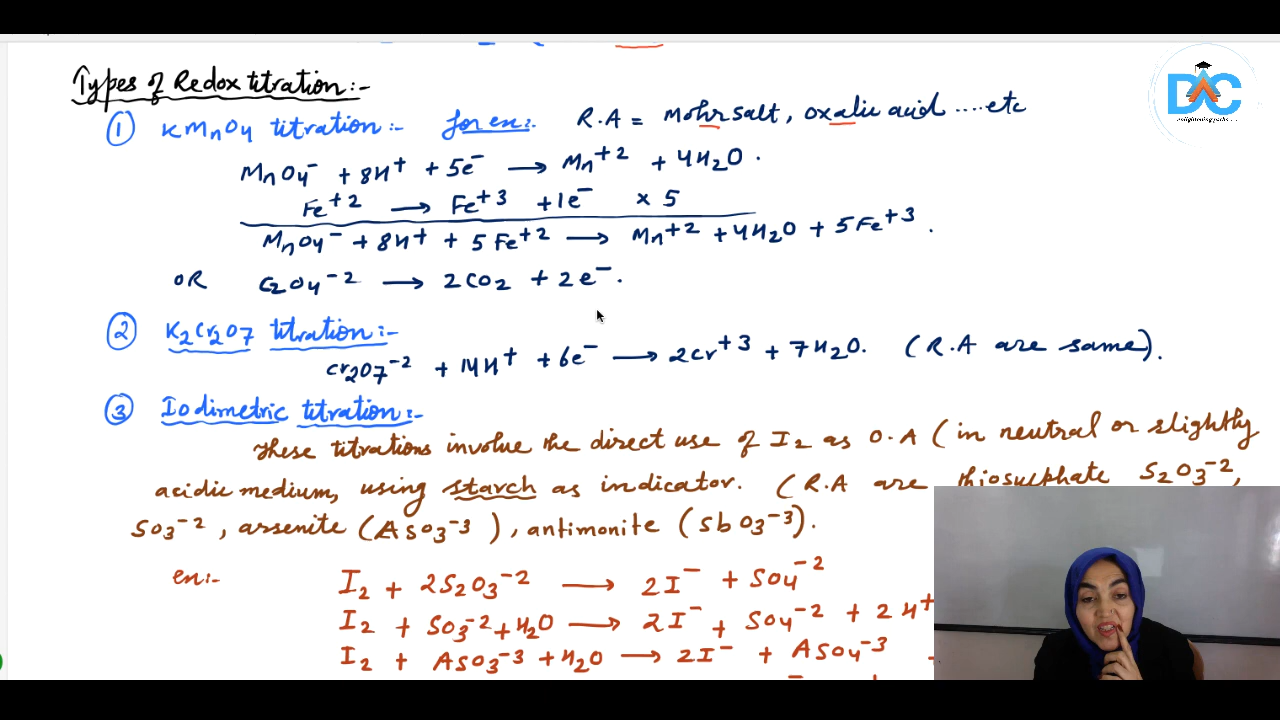 DAC
Types of Redox titration:-
① KMnO4 titration:- for ex:. R.A = Mohr salt, oxalic acid ....etc
MnO4⁻ + 8H⁺ + 5e⁻ → Mn⁺² + 4H2O.
Fe⁺² → Fe⁺³ + 1e⁻ × 5
MnO4⁻ + 8H⁺ + 5Fe⁺² → Mn⁺² + 4H2O + 5Fe⁺³.
OR C2O4⁻² → 2CO2 + 2e⁻.
② K2Cr2O7 titration:-
Cr2O7⁻² + 14H⁺ + 6e⁻ → 2Cr⁺³ + 7H2O. (R.A are same).
③ Iodimetric titration:-
These titrations involve the direct use of I2 as O.A (in neutral or slightly
acidic medium, using starch as indicator. (R.A are thiosulphate S2O3⁻²,
SO3⁻², arsenite (AsO3⁻³), antimonite (SbO3⁻³).
ex:- I2 + 2S2O3⁻² → 2I⁻ + SO4⁻²
I2 + SO3⁻² + H2O → 2I⁻ + SO4⁻² + 2H⁺
I2 + AsO3⁻³ + H2O → 2I⁻ + AsO4⁻³